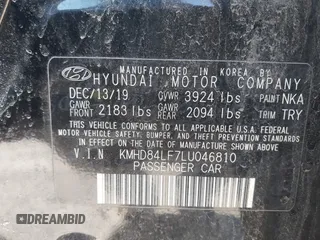 MANUFACTURED IN KOREA BY
HYUNDAI MOTOR COMPANY
DEC/13/19 GVWR 3924 lbs PAINT NKA
GAWR FRONT 2183 lbs GAWR REAR 2094 lbs TRIM TRY
THIS VEHICLE CONFORMS TO ALL APPLICABLE U.S. FEDERAL
MOTOR VEHICLE SAFETY, BUMPER, AND THEFT PREVENTION STANDARDS
IN EFFECT ON THE DATE OF MANUFACTURE SHOWN ABOVE.
V.I.N KMHD84LF7LU046810
PASSENGER CAR
DREAMBID